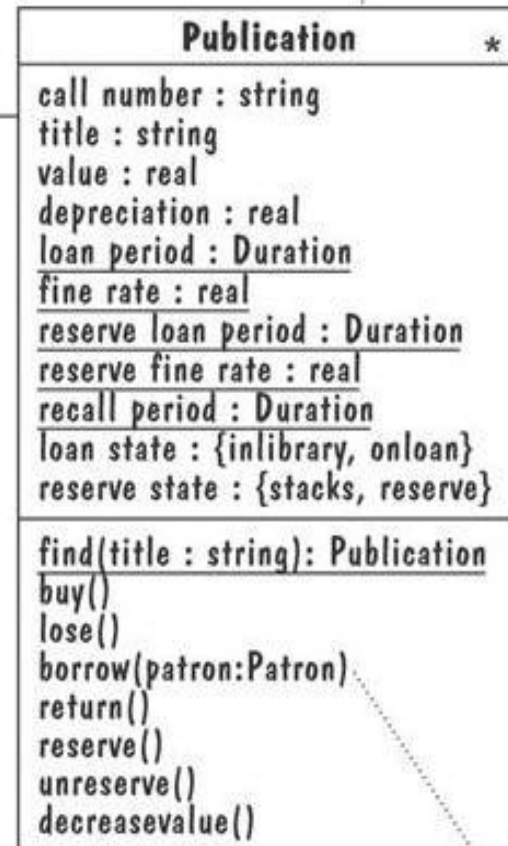 Publication *
call number : string
title : string
value : real
depreciation : real
loan period : Duration
fine rate : real
reserve loan period : Duration
reserve fine rate : real
recall period : Duration
loan state : {inlibrary, onloan}
reserve state : {stacks, reserve}
find(title : string): Publication
buy()
lose()
borrow(patron:Patron)
return()
reserve()
unreserve()
decreasevalue()